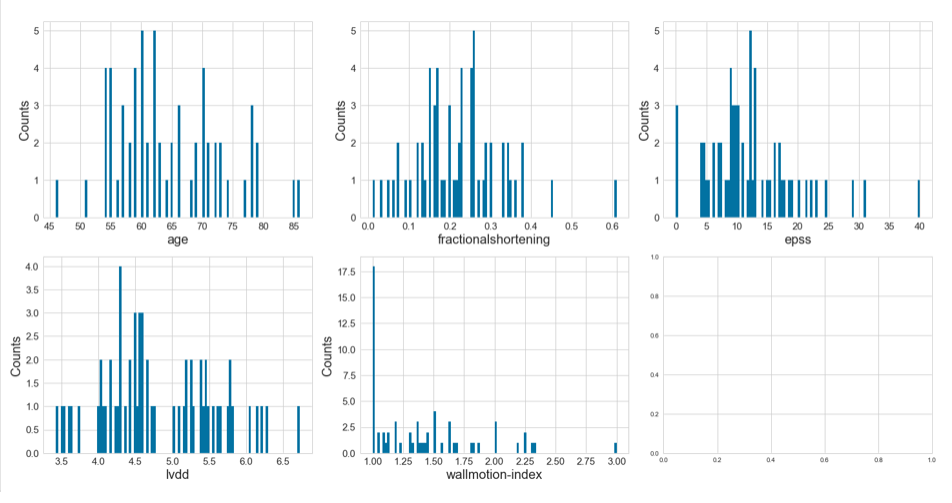 5
4
3
2
1
0
Counts
45 50 55 60 65 70 75 80 85
age
5
4
3
2
1
0
Counts
0.0 0.1 0.2 0.3 0.4 0.5 0.6
fractionalshortening
5
4
3
2
1
0
Counts
0 5 10 15 20 25 30 35 40
epss
4.0
3.5
3.0
2.5
2.0
1.5
1.0
0.5
0.0
Counts
3.5 4.0 4.5 5.0 5.5 6.0 6.5
lvdd
17.5
15.0
12.5
10.0
7.5
5.0
2.5
0.0
Counts
1.00 1.25 1.50 1.75 2.00 2.25 2.50 2.75 3.00
wallmotion-index
1.0
0.8
0.6
0.4
0.2
0.0
0.0 0.2 0.4 0.6 0.8 1.0